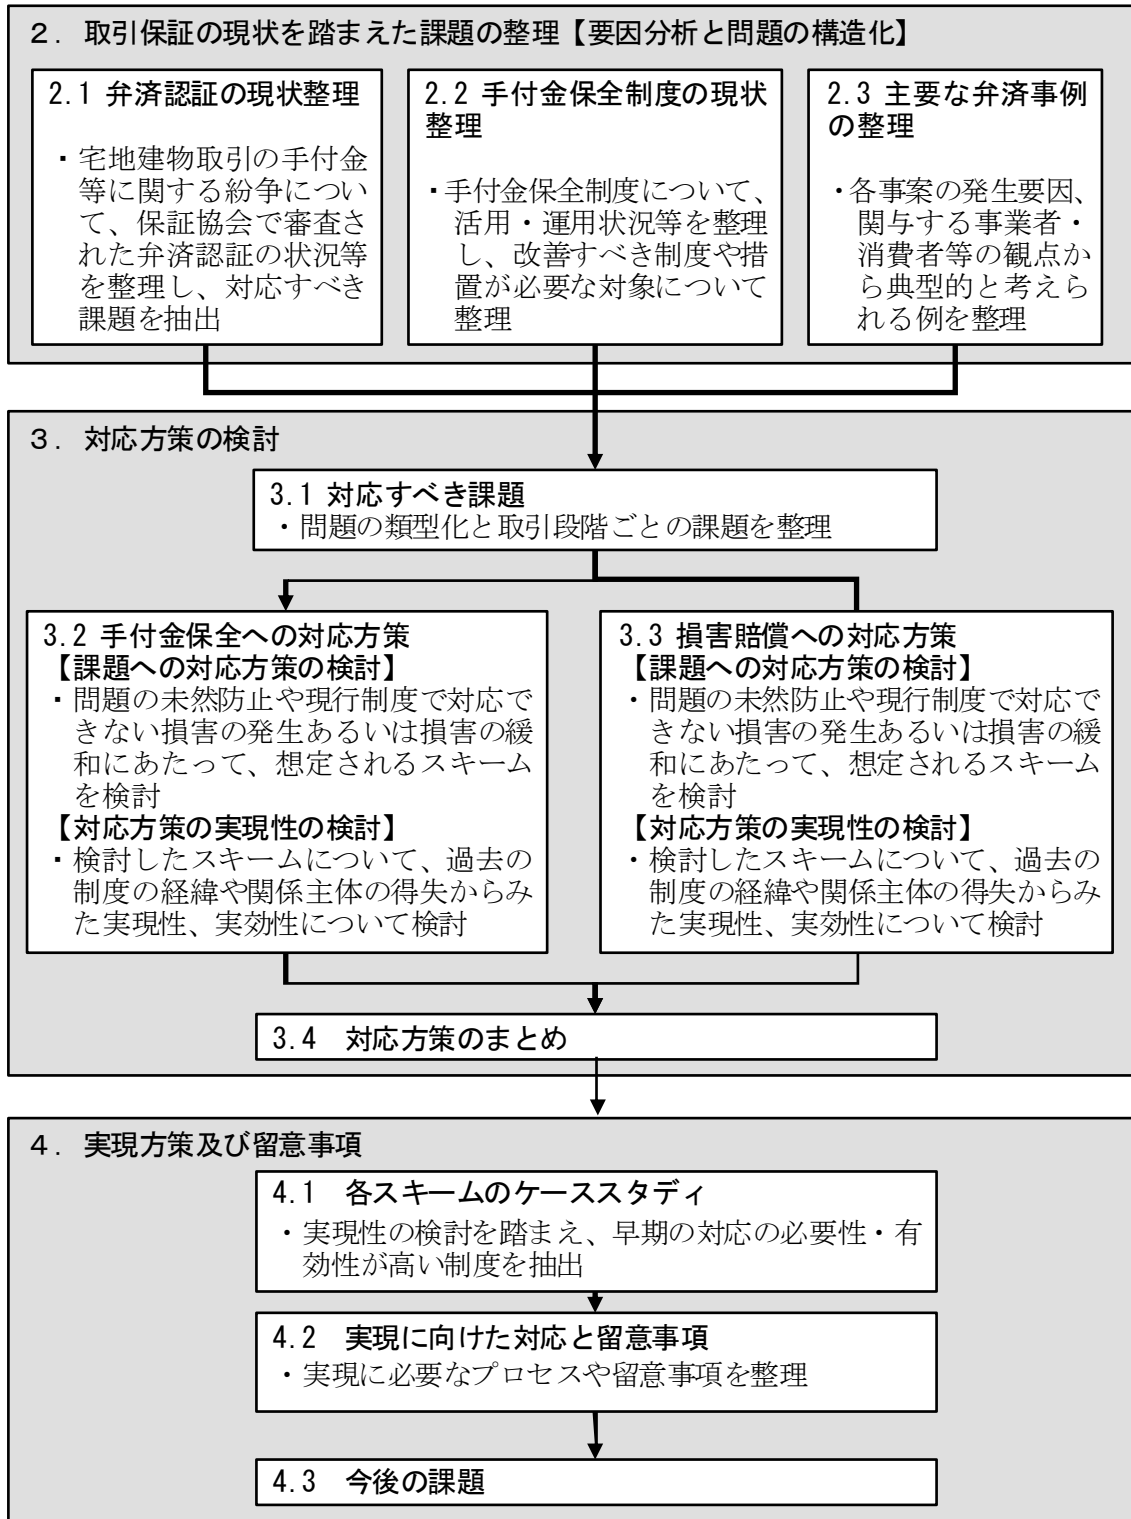 ２．取引保証の現状を踏まえた課題の整理【要因分析と問題の構造化】
2.1 弁済認証の現状整理
・宅地建物取引の手付金
等に関する紛争につい
て、保証協会で審査さ
れた弁済認証の状況等
を整理し、対応すべき
課題を抽出
2.2 手付金保全制度の現状
整理
・手付金保全制度について、
活用・運用状況等を整理
し、改善すべき制度や措
置が必要な対象について
整理
2.3 主要な弁済事例
の整理
・各事案の発生要因、
関与する事業者・
消費者等の観点か
ら典型的と考えら
れる例を整理
３．対応方策の検討
3.1 対応すべき課題
・問題の類型化と取引段階ごとの課題を整理
3.2 手付金保全への対応方策
【課題への対応方策の検討】
・問題の未然防止や現行制度で対応で
きない損害の発生あるいは損害の緩
和にあたって、想定されるスキーム
を検討
【対応方策の実現性の検討】
・検討したスキームについて、過去の
制度の経緯や関係主体の得失からみ
た実現性、実効性について検討
3.3 損害賠償への対応方策
【課題への対応方策の検討】
・問題の未然防止や現行制度で対応で
きない損害の発生あるいは損害の緩
和にあたって、想定されるスキーム
を検討
【対応方策の実現性の検討】
・検討したスキームについて、過去の
制度の経緯や関係主体の得失からみ
た実現性、実効性について検討
3.4　対応方策のまとめ
４．実現方策及び留意事項
4.1　各スキームのケーススタディ
・実現性の検討を踏まえ、早期の対応の必要性・有
効性が高い制度を抽出
4.2　実現に向けた対応と留意事項
・実現に必要なプロセスや留意事項を整理
4.3　今後の課題